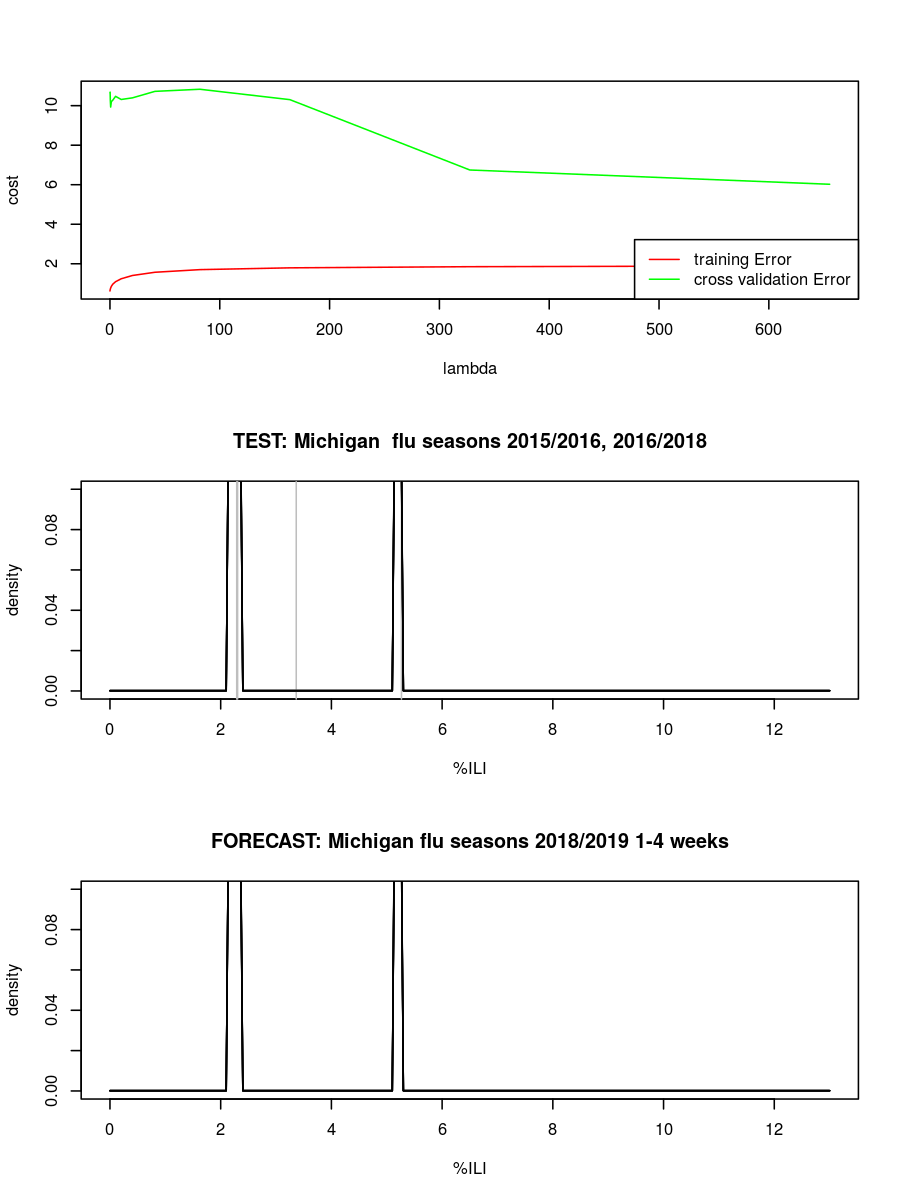 10
8
6
4
2
cost
training Error
cross validation Error
0 100 200 300 400 500 600
lambda
TEST: Michigan  flu seasons 2015/2016, 2016/2018
0.08
0.04
0.00
density
0 2 4 6 8 10 12
%ILI
FORECAST: Michigan flu seasons 2018/2019 1-4 weeks
0.08
0.04
0.00
density
0 2 4 6 8 10 12
%ILI